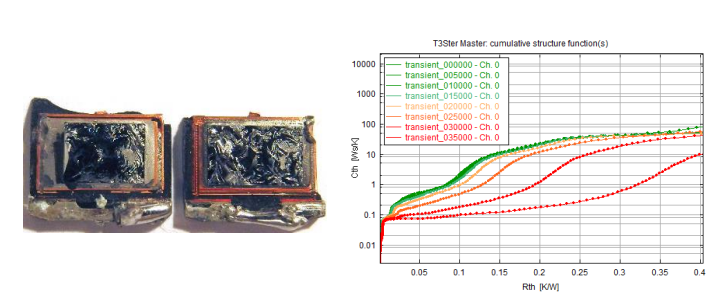 T3Ster Master: cumulative structure function(s)
transient_000000 - Ch. 0
transient_005000 - Ch. 0
transient_010000 - Ch. 0
transient_015000 - Ch. 0
transient_020000 - Ch. 0
transient_025000 - Ch. 0
transient_030000 - Ch. 0
transient_035000 - Ch. 0
10000
1000
100
10
1
0.1
0.01
Cth [Ws/K]
0.05 0.1 0.15 0.2 0.25 0.3 0.35 0.4
Rth [K/W]